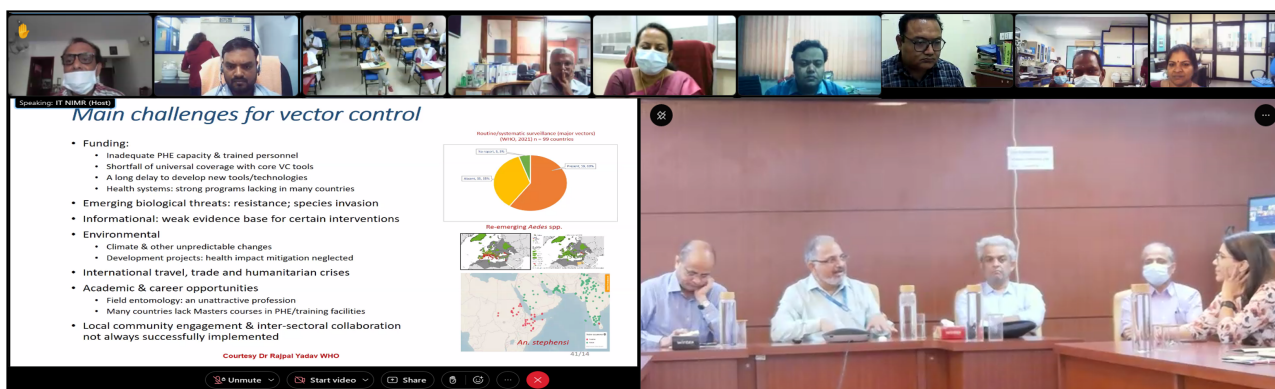 Speaking: IT NIMR (Host)
Main challenges for vector control
• Funding:
• Inadequate PHE capacity & trained personnel
• Shortfall of universal coverage with core VC tools
• A long delay to develop new tools/technologies
• Health systems: strong programs lacking in many countries
• Emerging biological threats: resistance; species invasion
• Informational: weak evidence base for certain interventions
• Environmental
• Climate & other unpredictable changes
• Development projects: health impact mitigation neglected
• International travel, trade and humanitarian crises
• Academic & career opportunities
• Field entomology: an unattractive profession
• Many countries lack Masters courses in PHE/training facilities
• Local community engagement & inter-sectoral collaboration
not always successfully implemented
Courtesy Dr Rajpal Yadav WHO
Routine/systematic surveillance (major vectors)
(WHO, 2021) n = 99 countries
Re-emerging Aedes spp.
An. stephensi
41/14
Unmute
Start video
Share